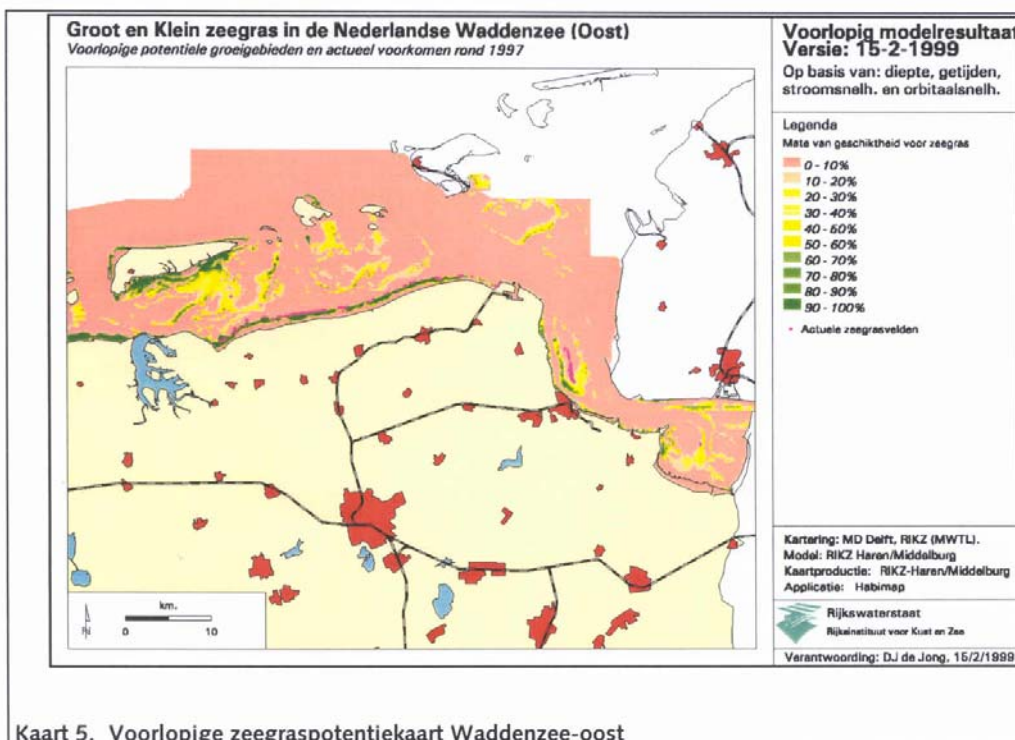 Groot en Klein zeegras in de Nederlandse Waddenzee (Oost)
Voorlopige potentiele groeigebieden en actueel voorkomen rond 1997
km.
0 10
N
Voorlopig modelresultaat
Versie: 15-2-1999
Op basis van: diepte, getijden,
stroomsnelh. en orbitaalsnelh.
Legenda
Mate van geschiktheid voor zeegras
0 - 10%
10 - 20%
20 - 30%
30 - 40%
40 - 60%
50 - 60%
60 - 70%
70 - 80%
80 - 90%
90 - 100%
Actuele zeegrasvelden
Kartering: MD Delft, RIKZ (MWTL).
Model: RIKZ Haren/Middelburg
Kaartproductie: RIKZ-Haren/Middelburg
Applicatie: Habimap
Rijkswaterstaat
Rijksinstituut voor Kust en Zee
Verantwoording: DJ de Jong, 15/2/1999
Kaart 5. Voorlopige zeegraspotentiekaart Waddenzee-oost